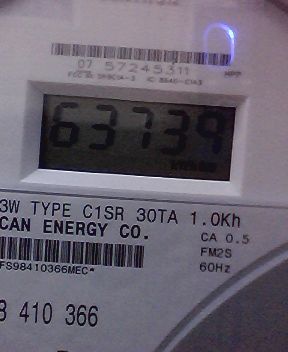 07 57245311
63739
3W TYPE C1SR 30TA 1.0Kh
CAN ENERGY CO.
CA 0.5
FM2S
60Hz
FS98410366MEC*
8 410 366